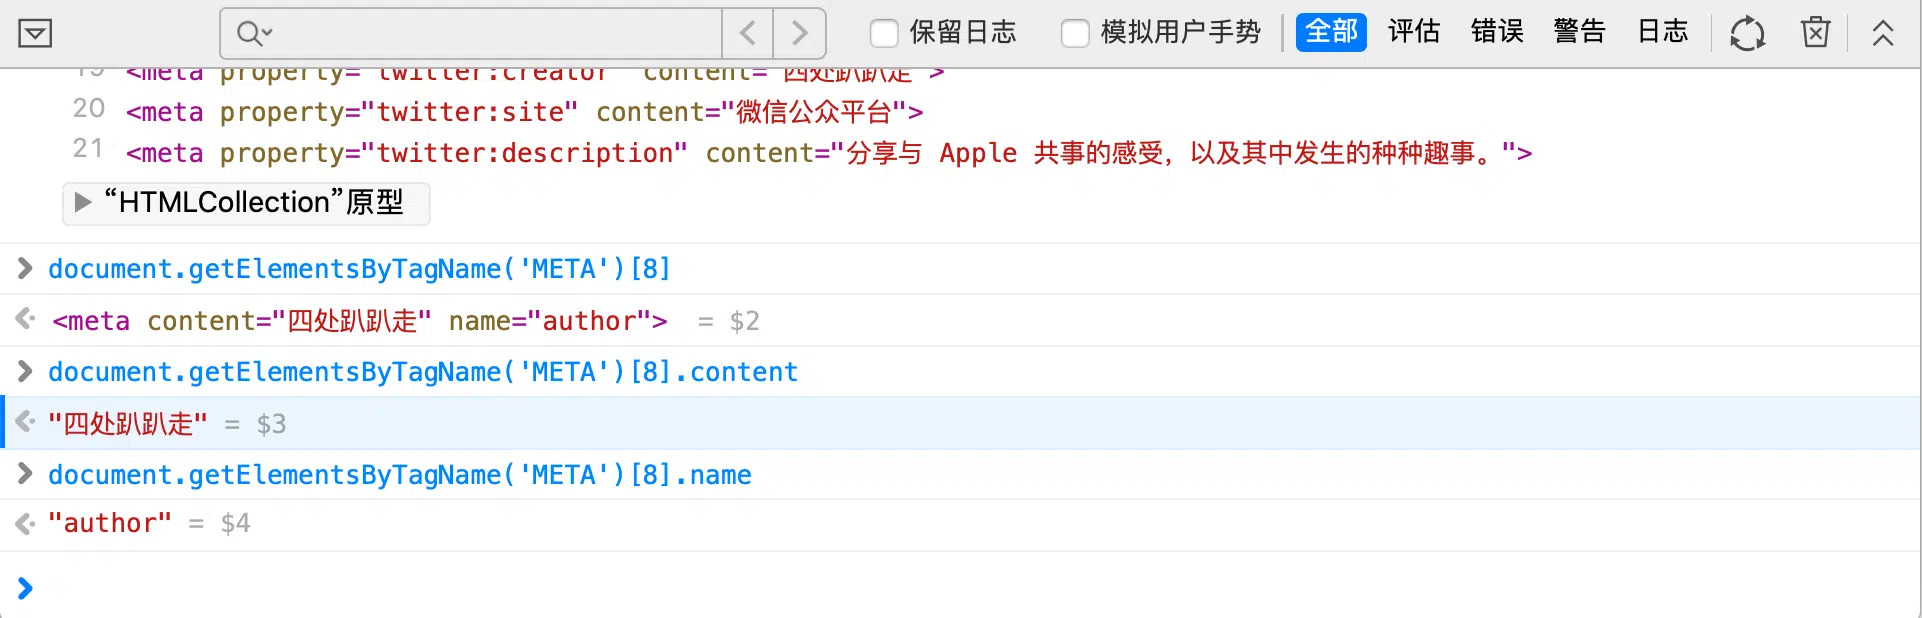 保留日志 模拟用户手势 全部 评估 错误 警告 日志
19 <meta property="twitter:creator" content="四处趴趴走">
20 <meta property="twitter:site" content="微信公众平台">
21 <meta property="twitter:description" content="分享与 Apple 共事的感受，以及其中发生的种种趣事。">
“HTMLCollection”原型
document.getElementsByTagName('META')[8]
<meta content="四处趴趴走" name="author"> = $2
document.getElementsByTagName('META')[8].content
"四处趴趴走" = $3
document.getElementsByTagName('META')[8].name
"author" = $4